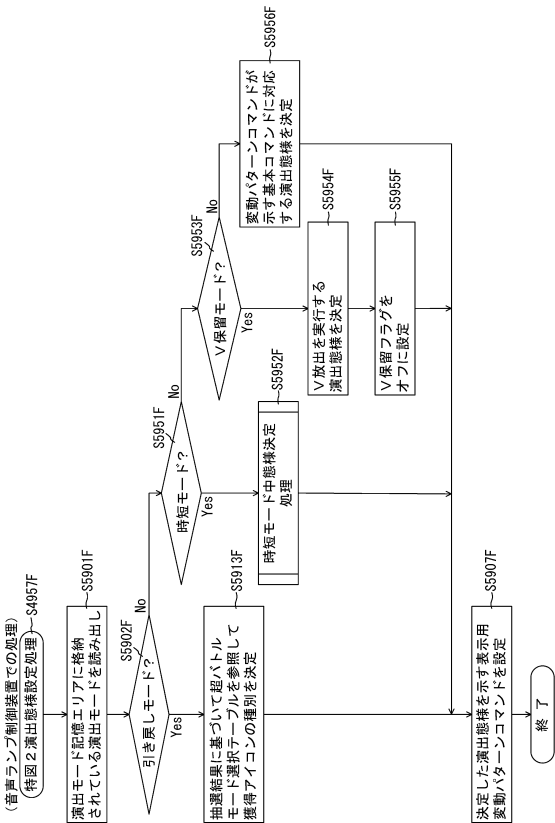 (音声ランプ制御装置での処理)
特図2演出態様設定処理
S4957F
演出モード記憶エリアに格納
されている演出モードを読み出し
S5901F
引き戻しモード?
S5902F
Yes
No
抽選結果に基づいて超バトル
モード選択テーブルを参照して
獲得アイコンの種別を決定
S5913F
時短モード?
S5951F
Yes
No
時短モード中態様決定
処理
S5952F
V保留モード?
S5953F
Yes
No
V放出を実行する
演出態様を決定
S5954F
V保留フラグを
オフに設定
S5955F
変動パターンコマンドが
示す基本コマンドに対応
する演出態様を決定
S5956F
決定した演出態様を示す表示用
変動パターンコマンドを設定
S5907F
終了